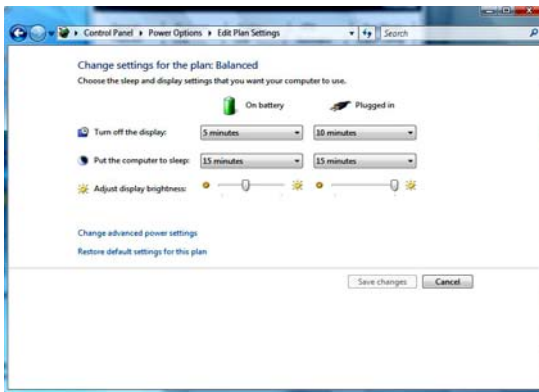 Control Panel ▸ Power Options ▸ Edit Plan Settings
Search
Change settings for the plan: Balanced
Choose the sleep and display settings that you want your computer to use.
On battery Plugged in
Turn off the display: 5 minutes 10 minutes
Put the computer to sleep: 15 minutes 15 minutes
Adjust display brightness:
Change advanced power settings
Restore default settings for this plan
Save changes Cancel